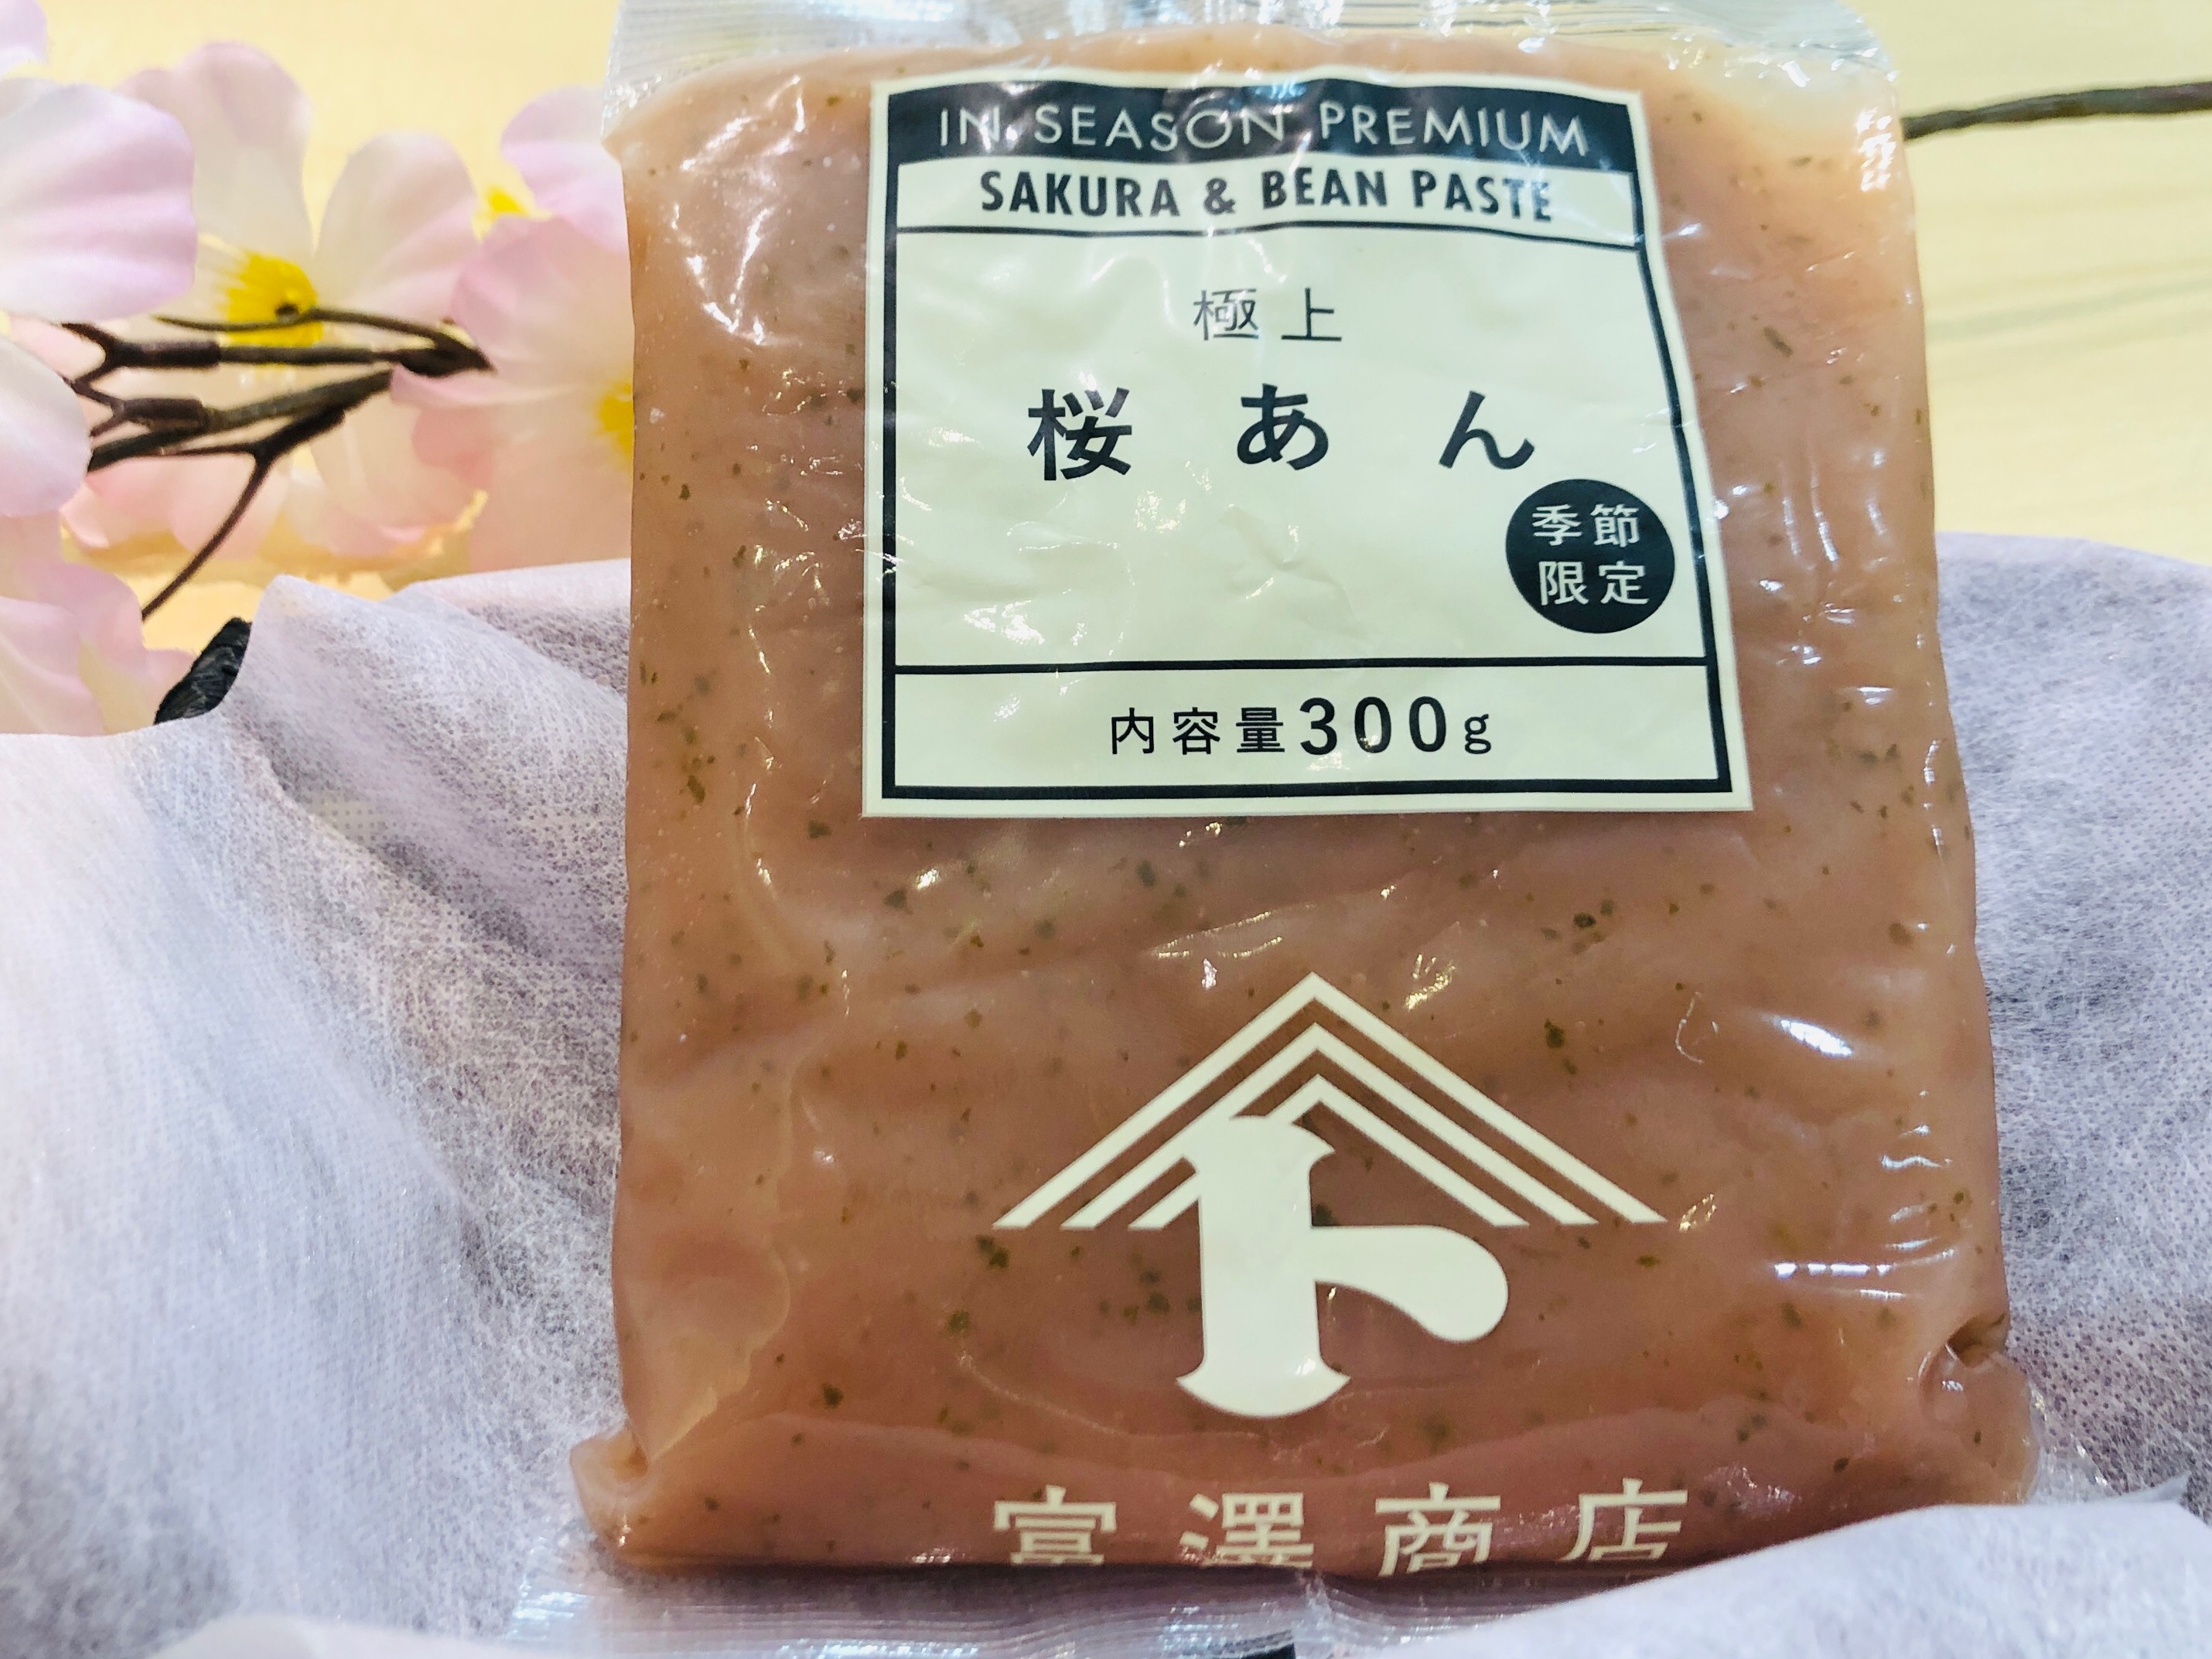 IN SEASON PREMIUM
SAKURA & BEAN PASTE
極上
桜あん
季節
限定
内容量300g
ト
富澤商店